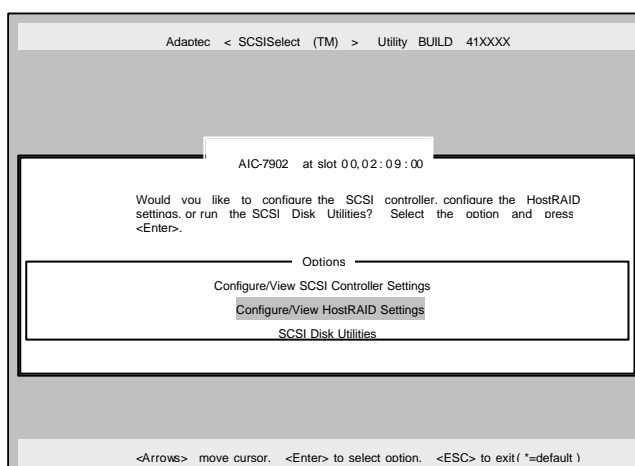 Adaptec < SCSISelect (TM) > Utility BUILD 41XXXX
AIC-7902 at slot 00,02:09:00
Would you like to configure the SCSI controller, configure the HostRAID
settings, or run the SCSI Disk Utilities? Select the option and press
<Enter>.
Options
Configure/View SCSI Controller Settings
Configure/View HostRAID Settings
SCSI Disk Utilities
<Arrows> move cursor, <Enter> to select option, <ESC> to exit( *=default )